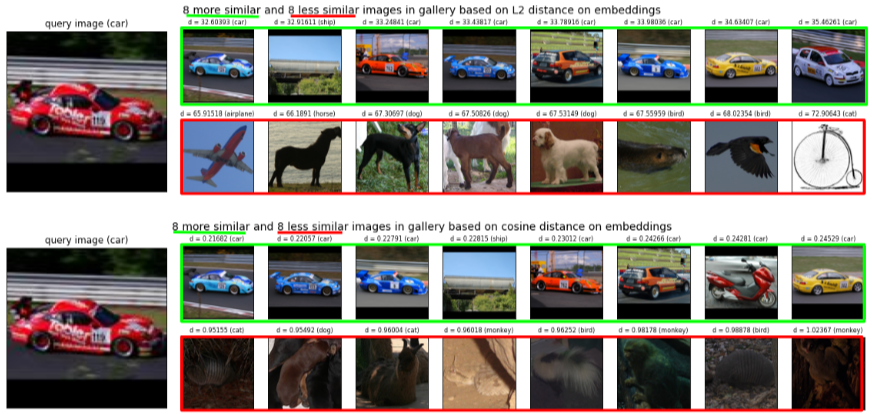 8 more similar and 8 less similar images in gallery based on L2 distance on embeddings
query image (car)
d = 32.60393 (car) d = 32.91611 (ship) d = 33.24841 (car) d = 33.43817 (car) d = 33.78916 (car) d = 33.98036 (car) d = 34.63407 (car) d = 35.46261 (car)
d = 65.91518 (airplane) d = 66.1891 (horse) d = 67.30697 (dog) d = 67.50826 (dog) d = 67.53149 (dog) d = 67.55959 (bird) d = 68.02354 (bird) d = 72.90643 (cat)
119
8 more similar and 8 less similar images in gallery based on cosine distance on embeddings
query image (car)
d = 0.21682 (car) d = 0.22057 (car) d = 0.22791 (car) d = 0.22815 (ship) d = 0.23012 (car) d = 0.24266 (car) d = 0.24281 (car) d = 0.24529 (car)
d = 0.95155 (cat) d = 0.95492 (dog) d = 0.96004 (cat) d = 0.96018 (monkey) d = 0.96252 (bird) d = 0.98178 (monkey) d = 0.98878 (bird) d = 1.02367 (monkey)
119